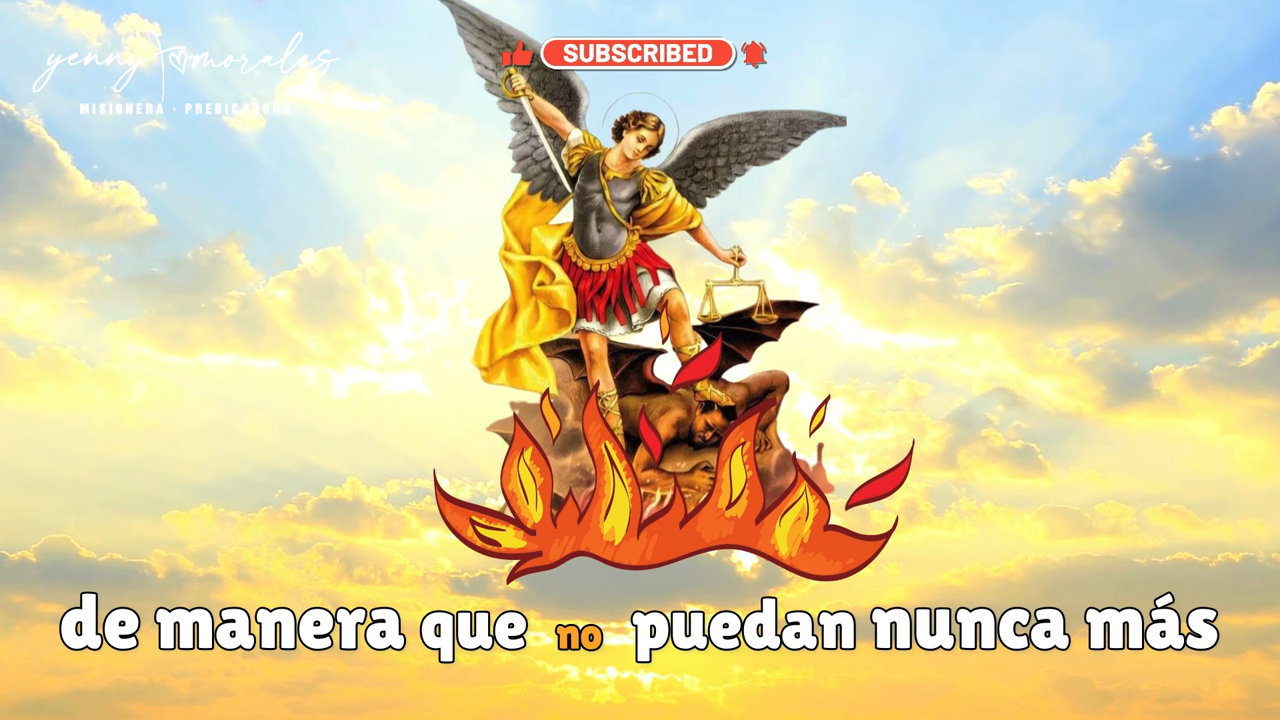 yenny morales
MISIONERA · PREDICADORA
SUBSCRIBED
de manera que no puedan nunca más